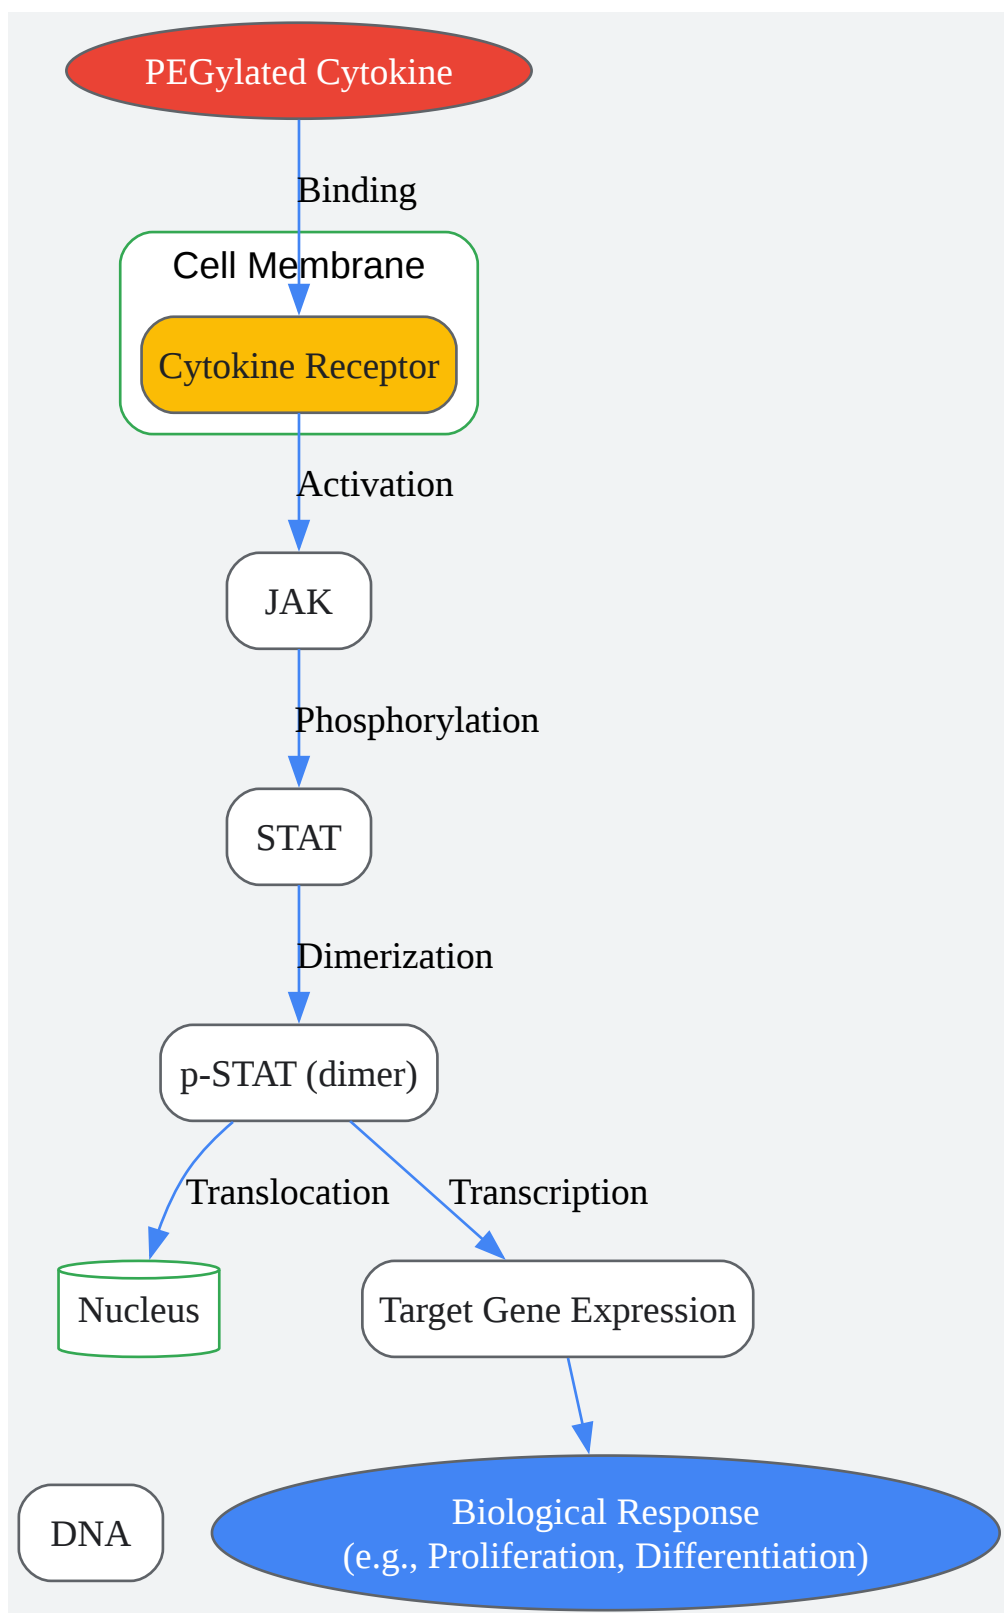 PEGylated Cytokine
Binding
Cell Membrane
Cytokine Receptor
Activation
JAK
Phosphorylation
STAT
Dimerization
p-STAT (dimer)
Translocation
Transcription
Nucleus
Target Gene Expression
DNA
Biological Response
(e.g., Proliferation, Differentiation)